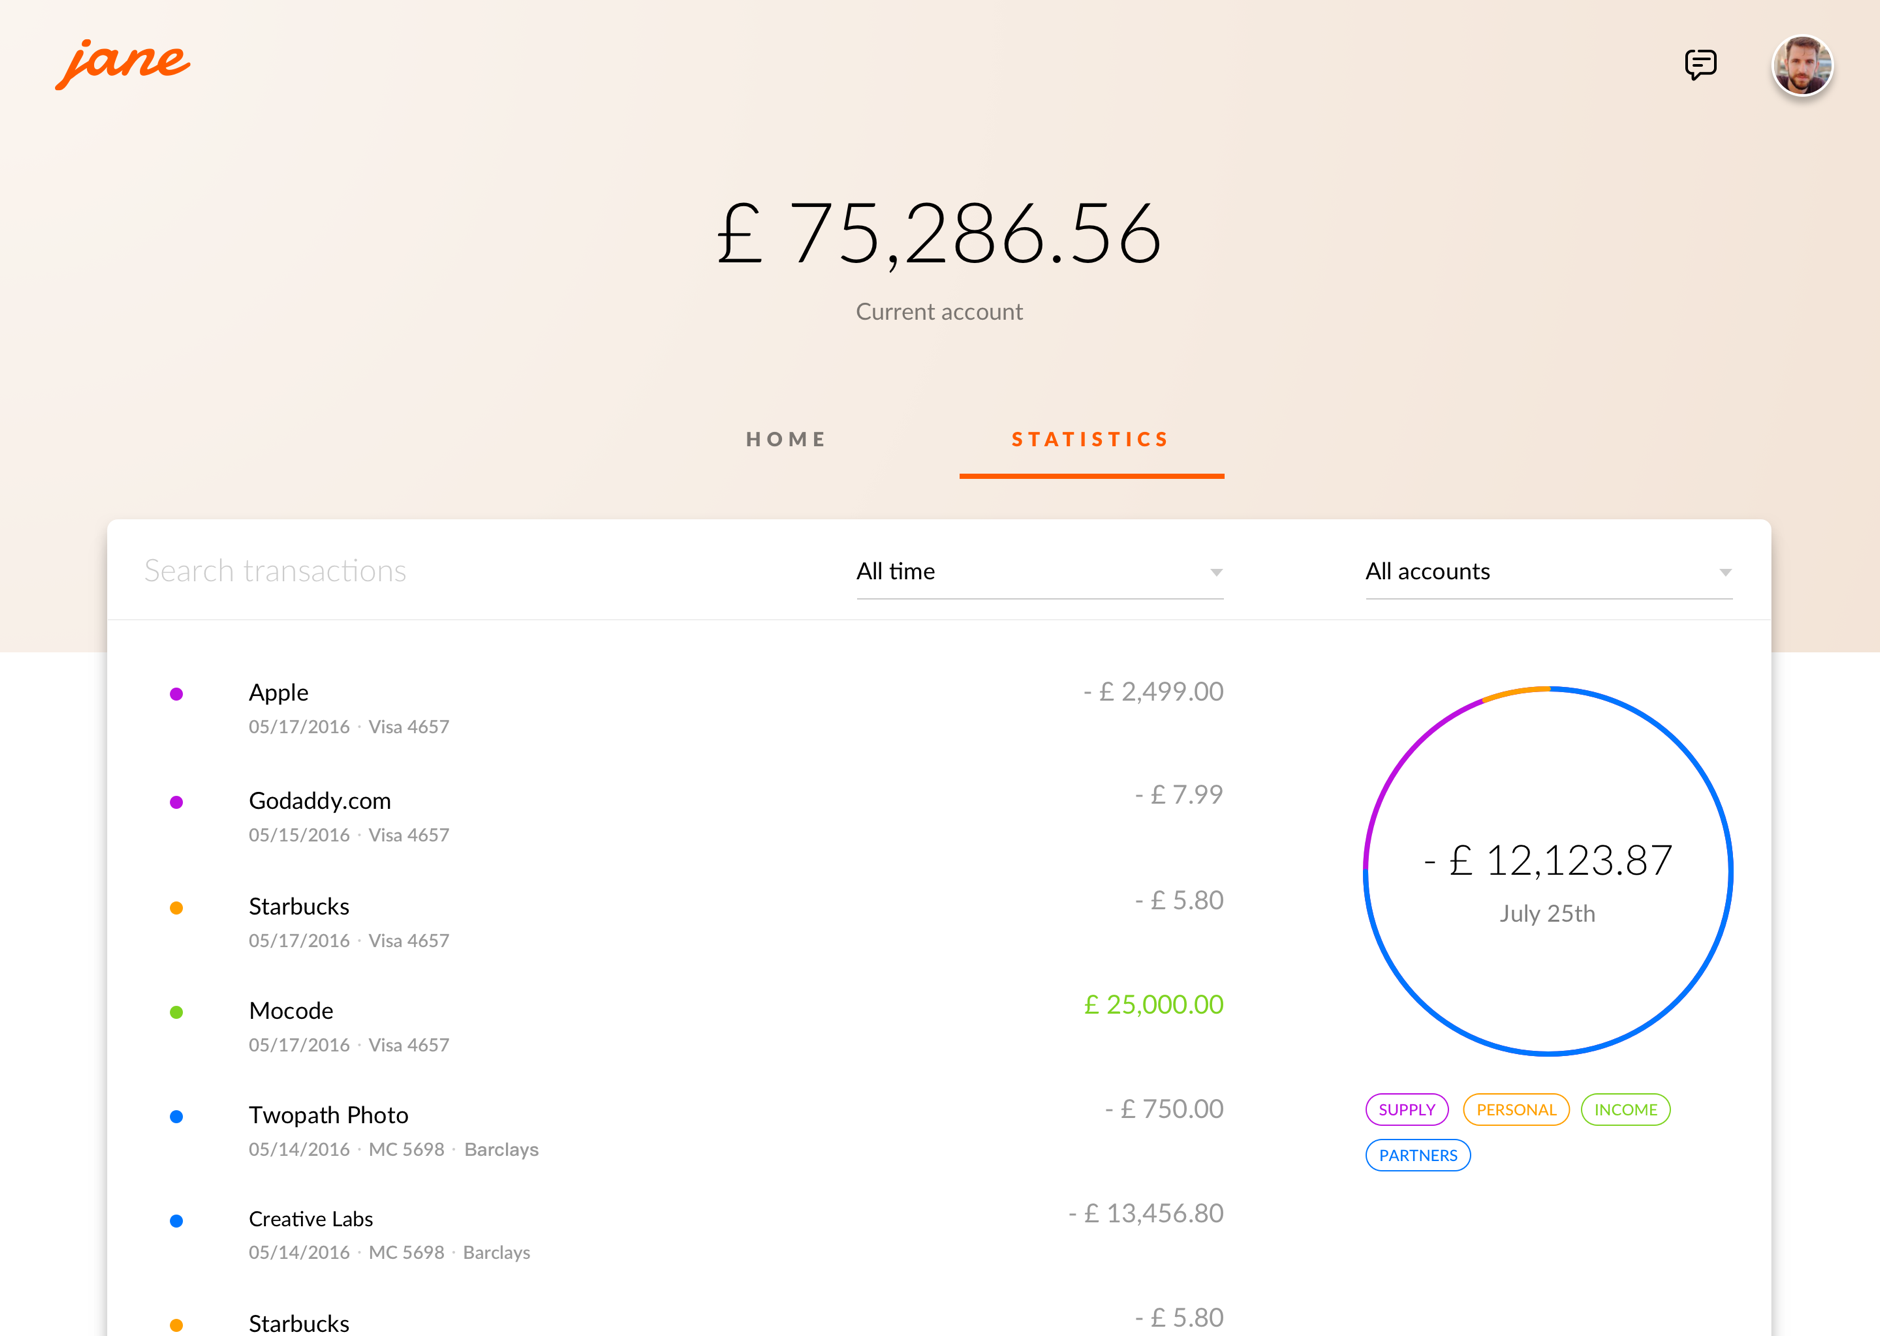 jane
£ 75,286.56
Current account
HOME STATISTICS
Search transactions All time All accounts
Apple - £ 2,499.00
05/17/2016 · Visa 4657
Godaddy.com - £ 7.99
05/15/2016 · Visa 4657
- £ 12,123.87
July 25th
Starbucks - £ 5.80
05/17/2016 · Visa 4657
Mocode £ 25,000.00
05/17/2016 · Visa 4657
Twopath Photo - £ 750.00
05/14/2016 · MC 5698 · Barclays
SUPPLY PERSONAL INCOME
PARTNERS
Creative Labs - £ 13,456.80
05/14/2016 · MC 5698 · Barclays
Starbucks - £ 5.80